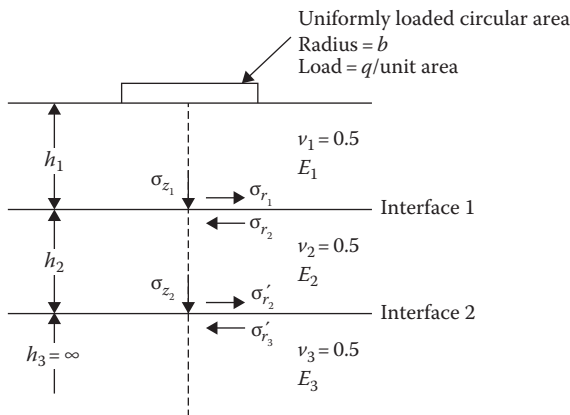 Uniformly loaded circular area
Radius = b
Load = q/unit area
h₁
ν₁ = 0.5
E₁
σz₁
σr₁
Interface 1
σr₂
h₂
ν₂ = 0.5
E₂
σz₂
σ′r₂
Interface 2
σ′r₃
h₃ = ∞
ν₃ = 0.5
E₃